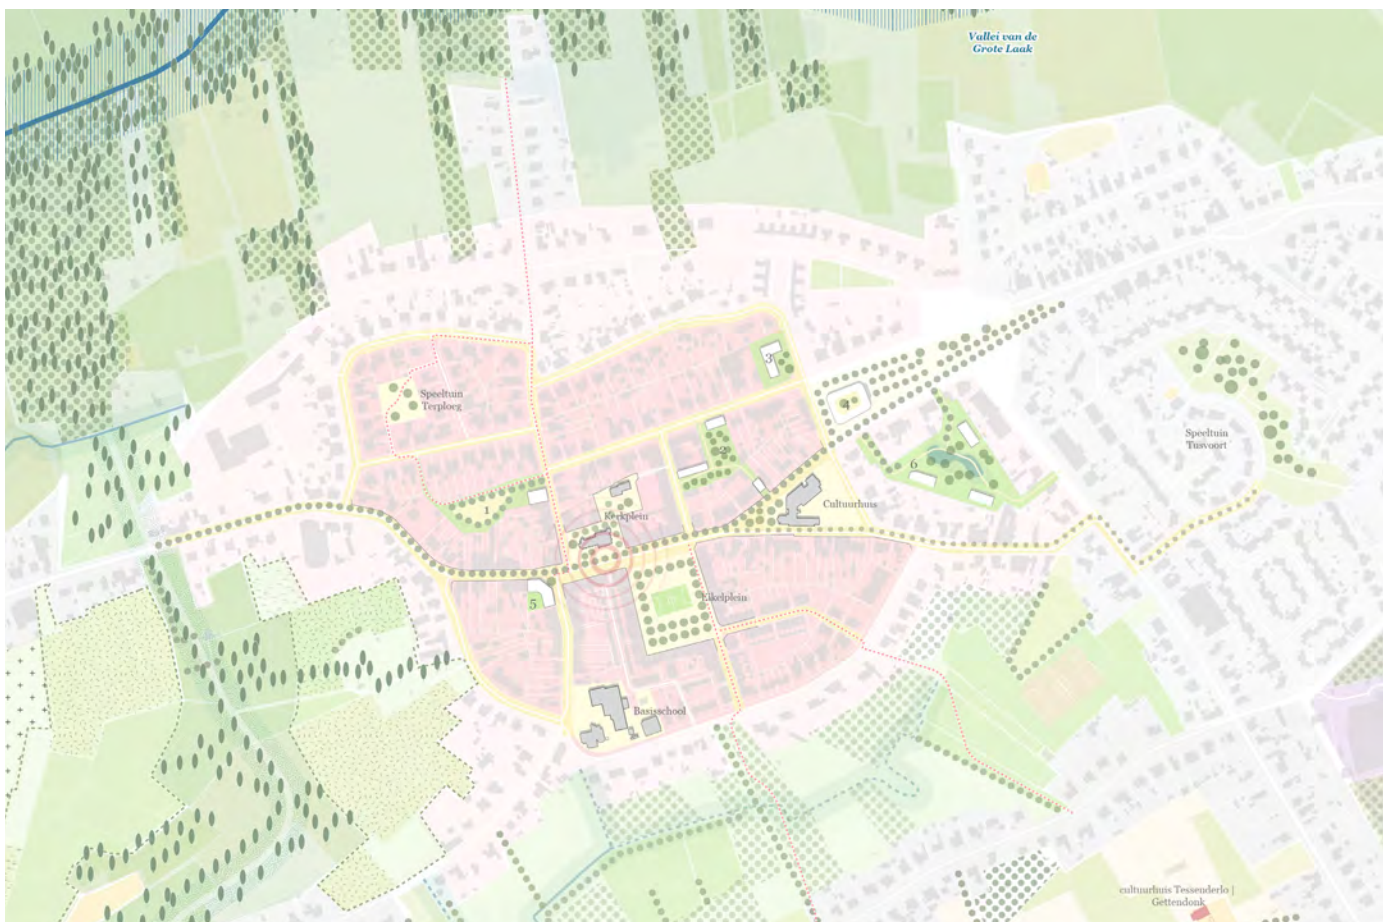 Vallei van de
Grote Laak
3
Speeltuin
Terploeg
4
Speeltuin
Tusvoort
2
6
1
Cultuurhuis
Kerkplein
Eikelplein
5
Basisschool
cultuurhuis Tessenderlo |
Gettendonk